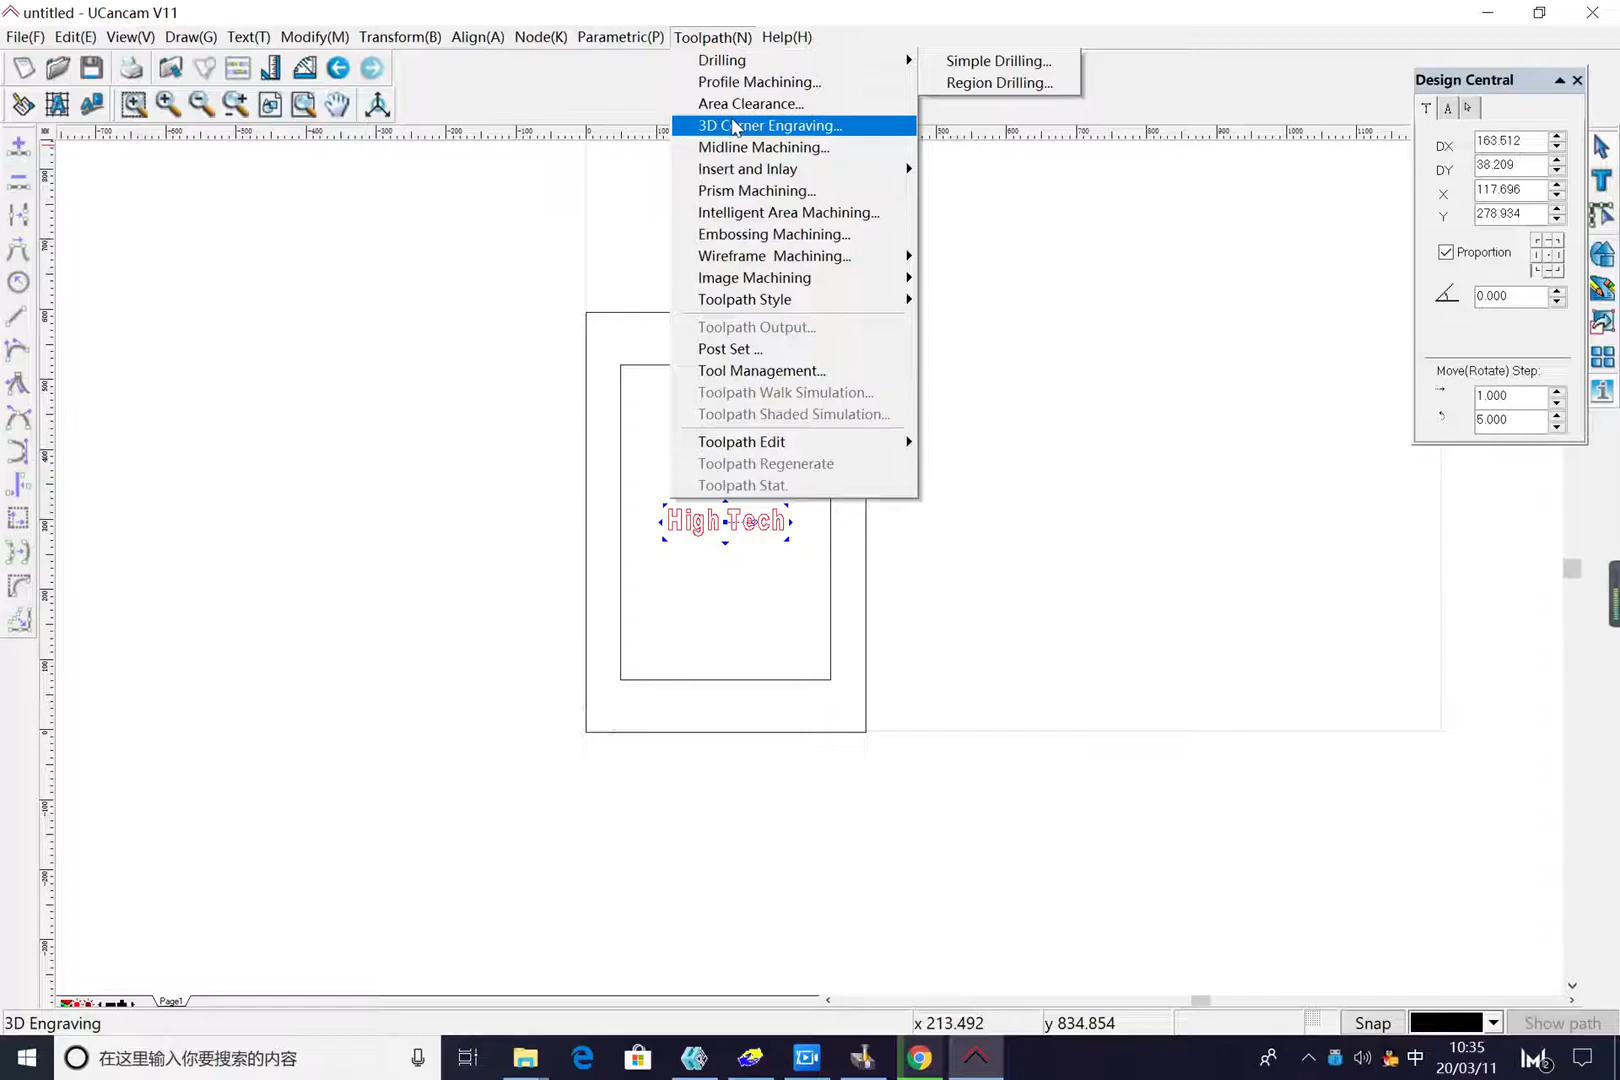 untitled - UCancam V11
File(F) Edit(E) View(V) Draw(G) Text(T) Modify(M) Transform(B) Align(A) Node(K) Parametric(P) Toolpath(N) Help(H)
Drilling
Profile Machining...
Area Clearance...
3D Corner Engraving...
Midline Machining...
Insert and Inlay
Prism Machining...
Intelligent Area Machining...
Embossing Machining...
Wireframe Machining...
Image Machining
Toolpath Style
Toolpath Output...
Post Set ...
Tool Management...
Toolpath Walk Simulation...
Toolpath Shaded Simulation...
Toolpath Edit
Toolpath Regenerate
Toolpath Stat.
Simple Drilling...
Region Drilling...
Design Central
DX 163.512
DY 38.209
X 117.696
Y 278.934
Proportion
0.000
Move(Rotate) Step:
1.000
5.000
High Tech
Page1
3D Engraving
x 213.492 y 834.854
Snap
Show path
在这里输入你要搜索的内容
中
10:35
20/03/11